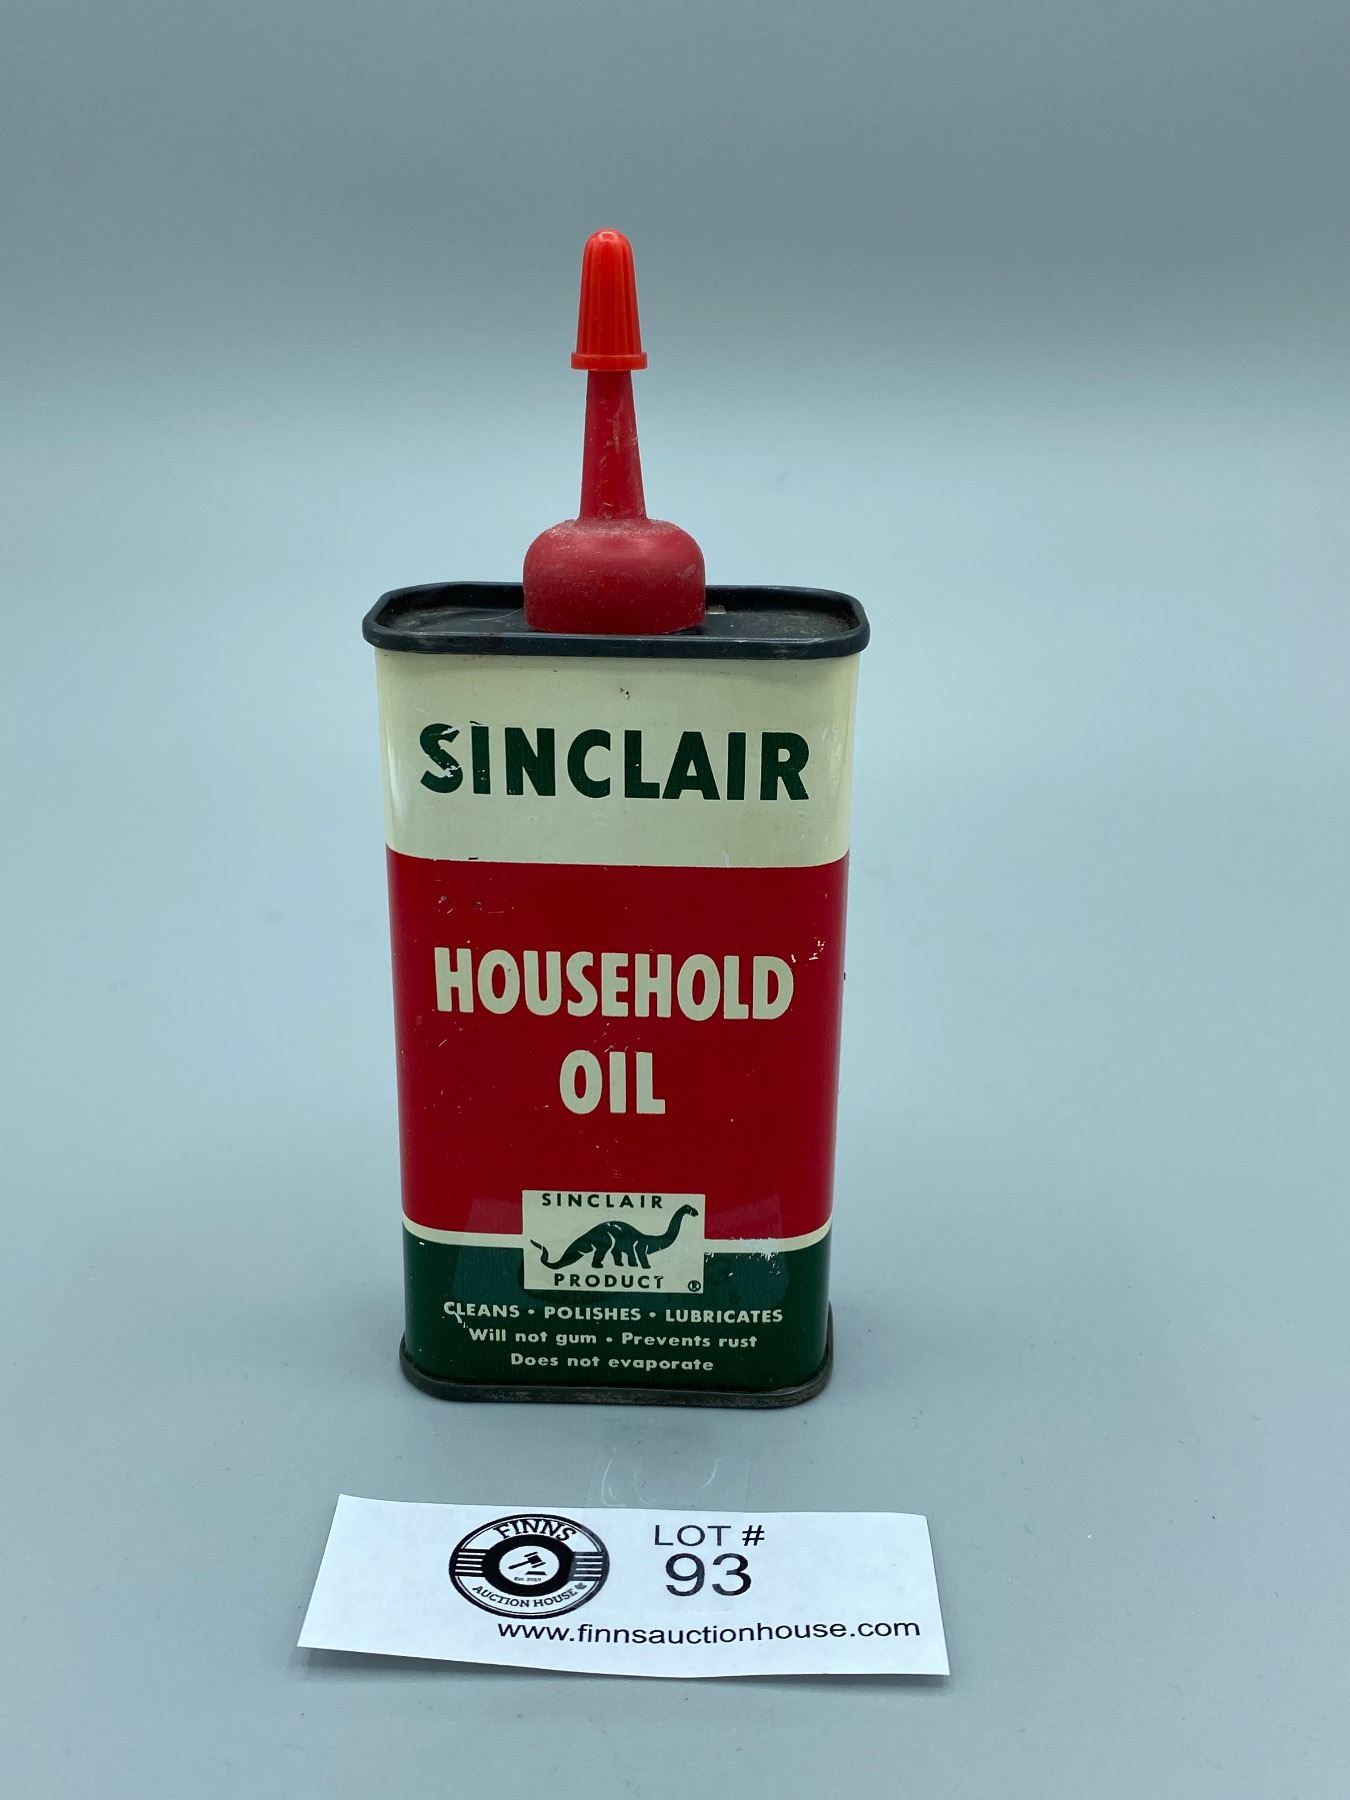 SINCLAIR
HOUSEHOLD
OIL
SINCLAIR
PRODUCT ®
CLEANS • POLISHES • LUBRICATES
Will not gum • Prevents rust
Does not evaporate
FINNS
AUCTION HOUSE
LOT #
93
www.finnsauctionhouse.com